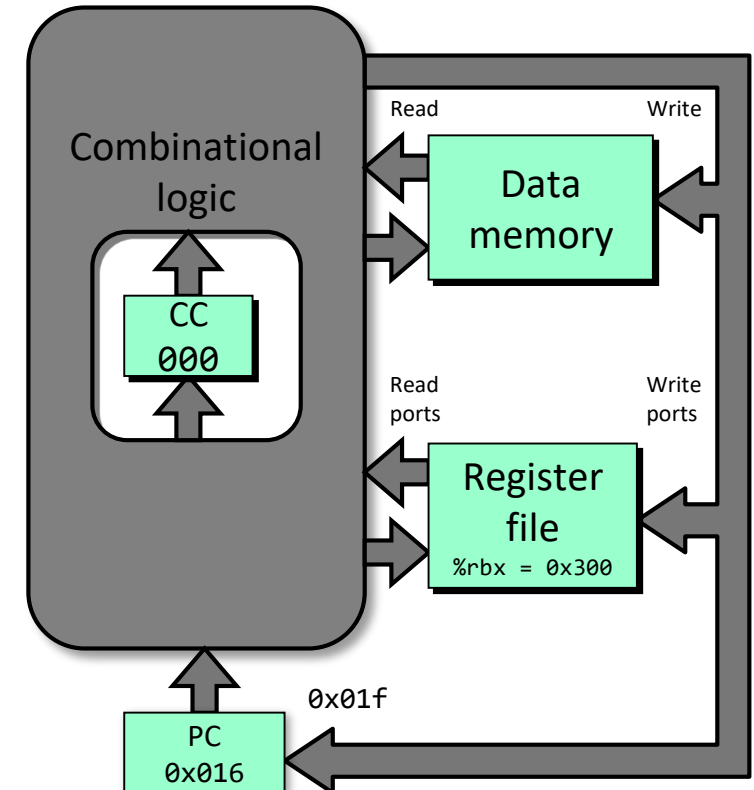 Combinational
logic
CC
000
Read
Write
Data
memory
Read
ports
Write
ports
Register
file
%rbx = 0x300
0x01f
PC
0x016